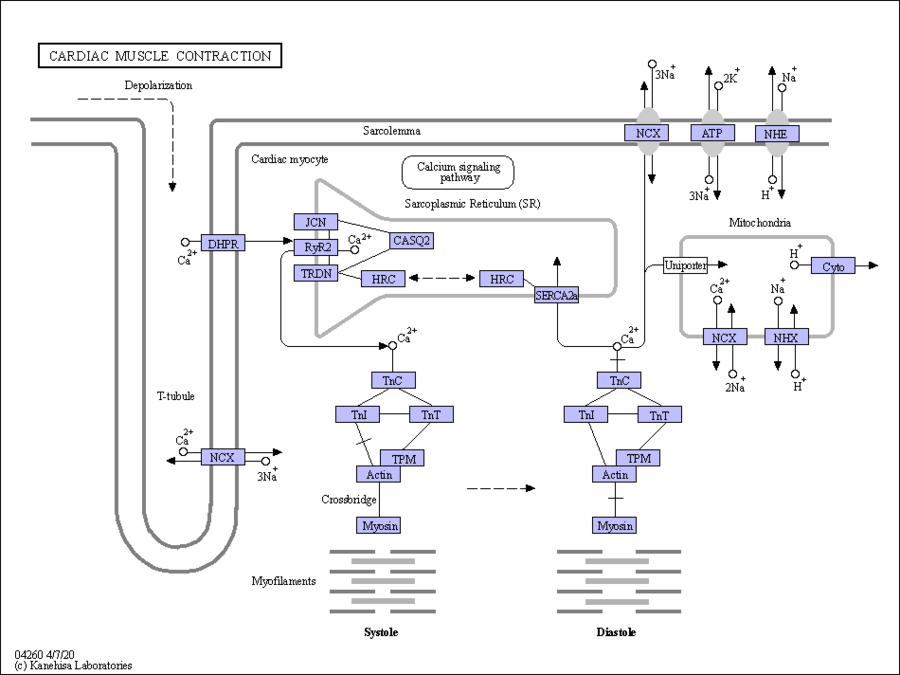 CARDIAC MUSCLE CONTRACTION
Depolarization
3Na+
2K+
Na+
Sarcolemma
NCX
ATP
NHE
Cardiac myocyte
Calcium signaling
pathway
3Na+
H+
Sarcoplasmic Reticulum (SR)
JCN
Mitochondria
DHPR
RyR2
Ca2+
CASQ2
Ca2+
H+
Uniporter
Cyto
TRDN
HRC
HRC
SERCA2a
Ca2+
Na+
Ca2+
Ca2+
NCX
NHX
TnC
TnC
2Na+
H+
T-tubule
TnI
TnT
TnI
TnT
Ca2+
NCX
TPM
TPM
3Na+
Actin
Actin
Crossbridge
Myosin
Myosin
Myofilaments
Systole
Diastole
04260 4/7/20
(c) Kanehisa Laboratories